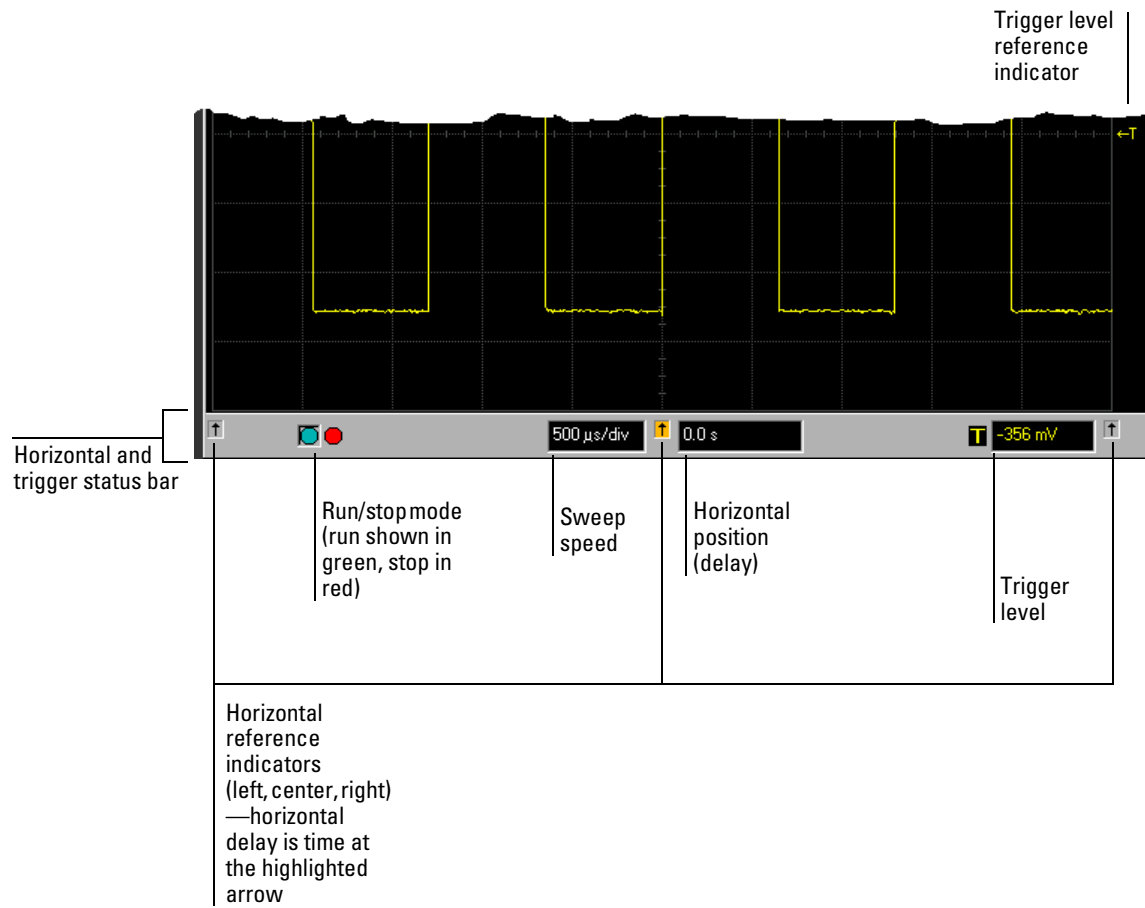 Trigger level
reference
indicator
←T
500 µs/div
0.0 s
T
-356 mV
Horizontal and
trigger status bar
Run/stop mode
(run shown in
green, stop in
red)
Sweep
speed
Horizontal
position
(delay)
Trigger
level
Horizontal
reference
indicators
(left, center, right)
—horizontal
delay is time at
the highlighted
arrow